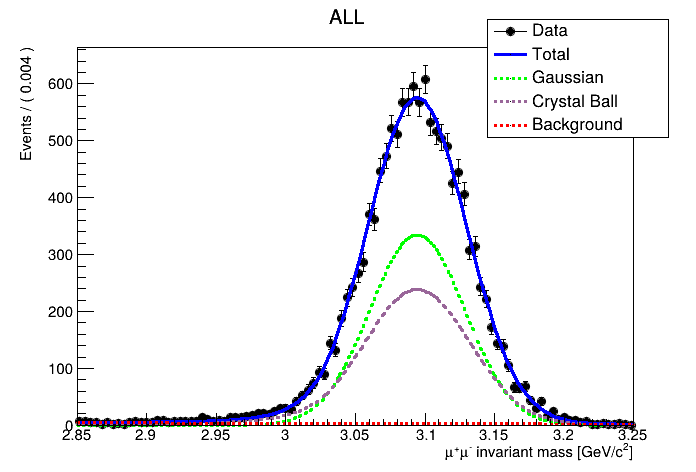 ALL
Data
Total
Gaussian
Crystal Ball
Background
Events / ( 0.004 )
600
500
400
300
200
100
0
2.85 2.9 2.95 3 3.05 3.1 3.15 3.2 3.25
μ⁺μ⁻ invariant mass [GeV/c²]